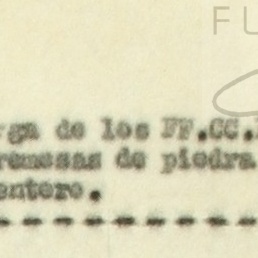 FU
rga de los FF.CC.
remesas de piedra
entero.